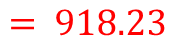 = 918.23